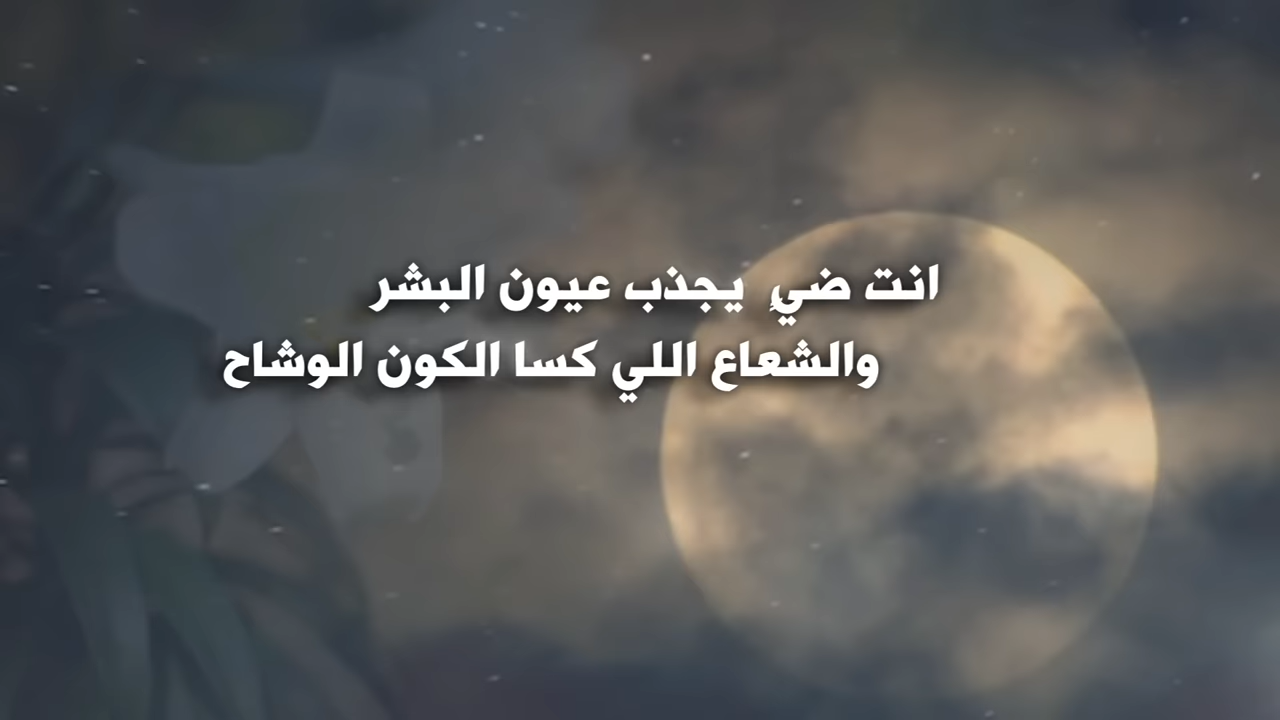 انت ضيٍ يجذب عيون البشر
والشعاع اللي كسا الكون الوشاح